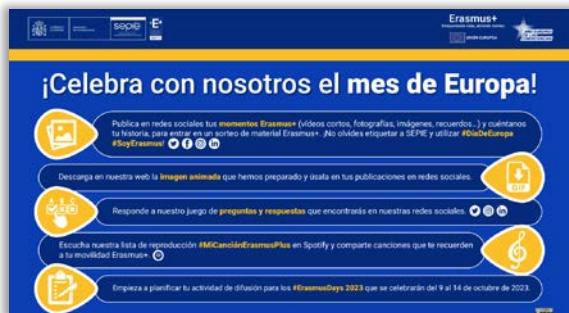 sepie
Erasmus+
UNIÓN EUROPEA
¡Celebra con nosotros el mes de Europa!
Publica en redes sociales tus momentos Erasmus+ (vídeos cortos, fotografías, imágenes, recuerdos...) y cuéntanos
tu historia, para entrar en un sorteo de material Erasmus+. ¡No olvides etiquetar a SEPIE y utilizar #DíaDeEuropa
#SoyErasmus!
Descarga en nuestra web la imagen animada que hemos preparado y úsala en tus publicaciones en redes sociales.
GIF
Responde a nuestro juego de preguntas y respuestas que encontrarás en nuestras redes sociales.
Escucha nuestra lista de reproducción #MiCanciónErasmusPlus en Spotify y comparte canciones que te recuerden
a tu movilidad Erasmus+.
Empieza a planificar tu actividad de difusión para los #ErasmusDays 2023 que se celebrarán del 9 al 14 de octubre de 2023.